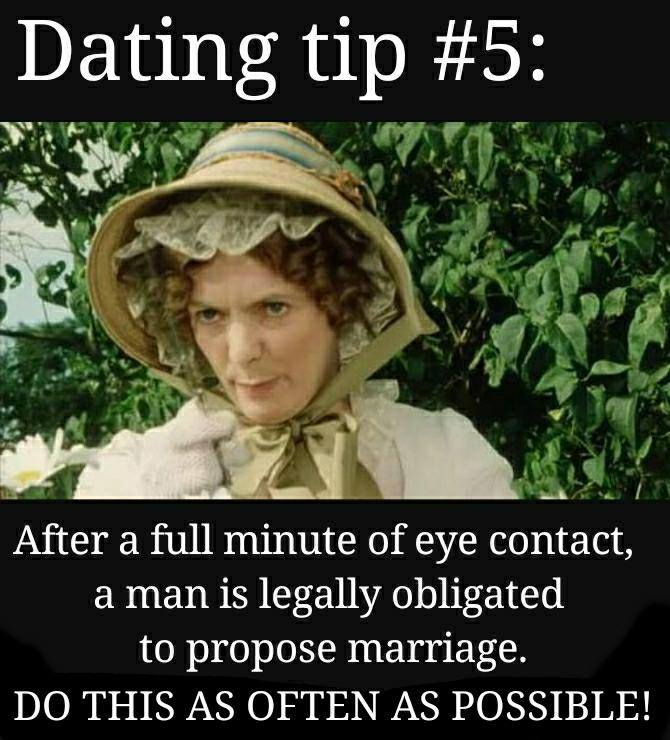 Dating tip #5:
After a full minute of eye contact,
a man is legally obligated
to propose marriage.
DO THIS AS OFTEN AS POSSIBLE!